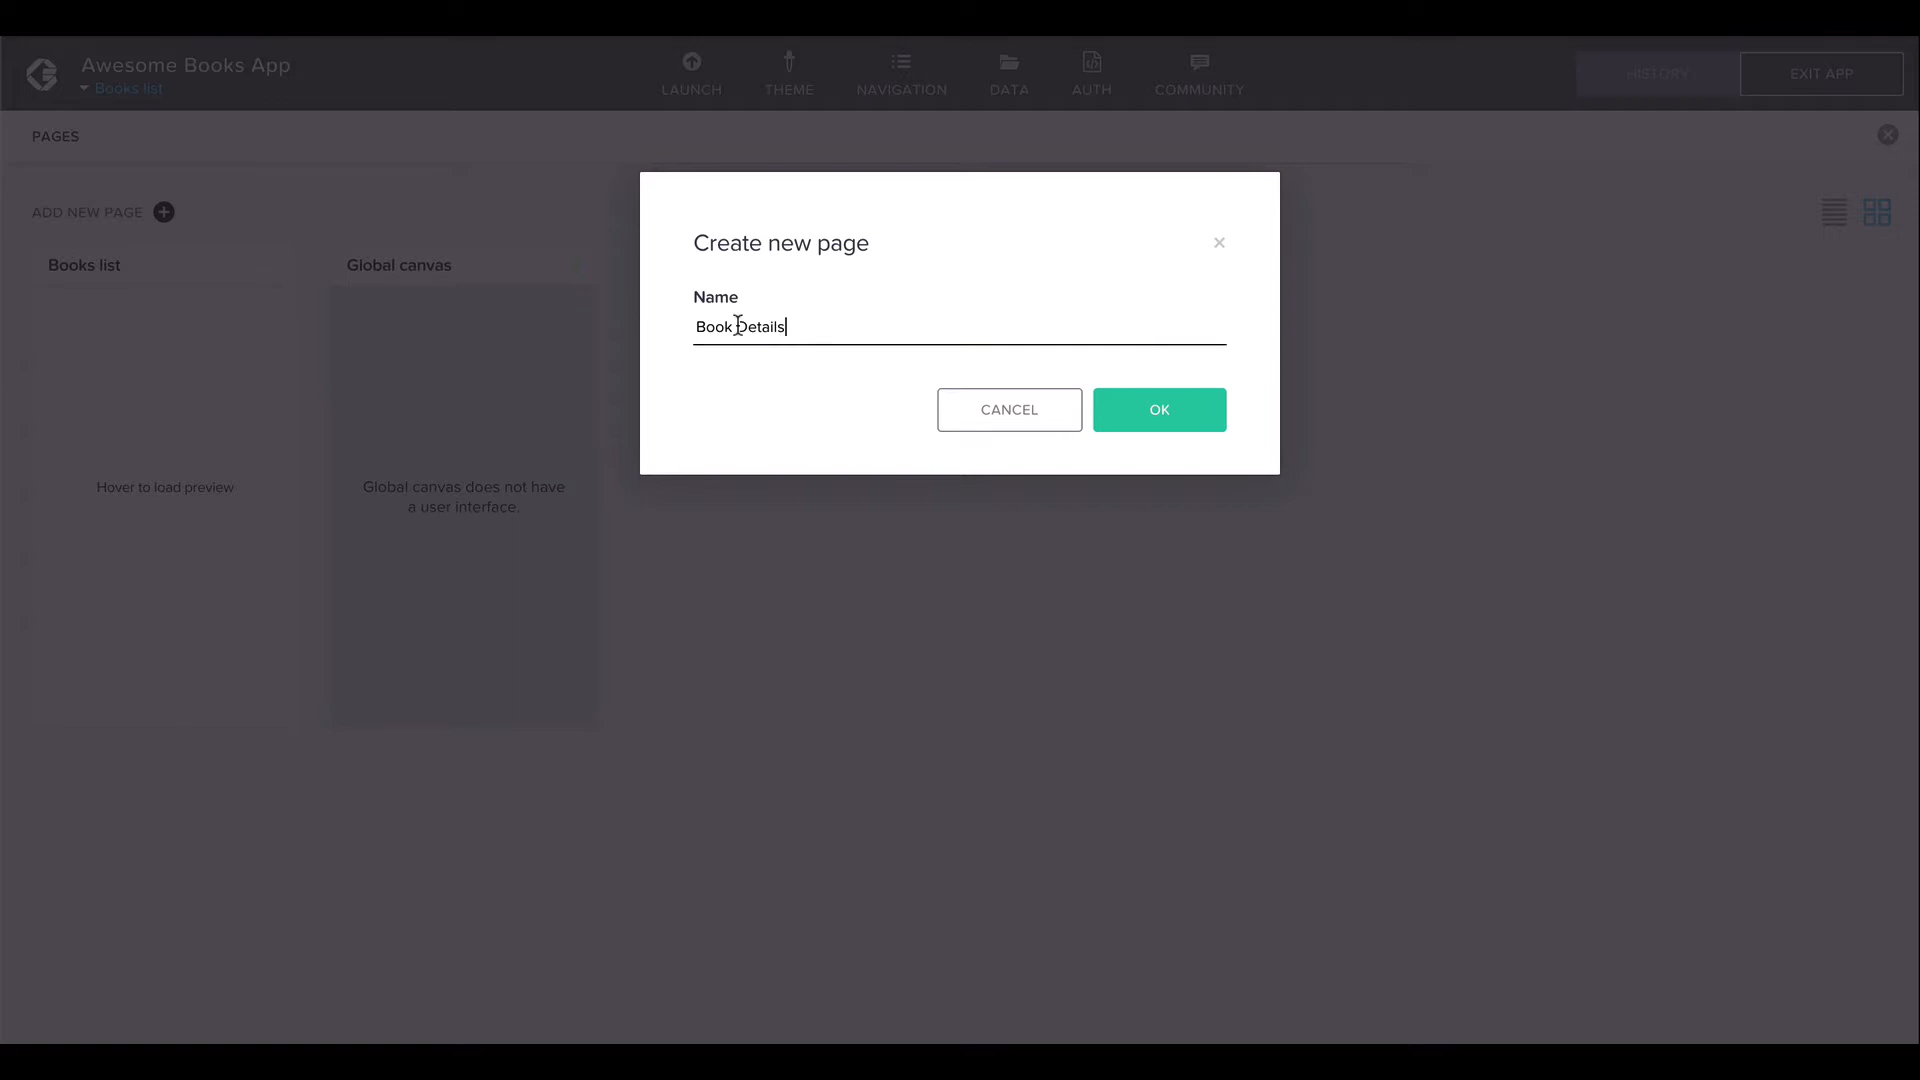 Awesome Books App
Books list
LAUNCH
THEME
NAVIGATION
DATA
AUTH
COMMUNITY
HISTORY
EXIT APP
PAGES
ADD NEW PAGE
Books list
Global canvas
Hover to load preview
Global canvas does not have
a user interface.
Create new page
Name
Book Details
CANCEL
OK